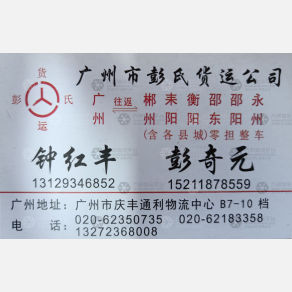 广州市彭氏货运公司
货
彭 氏
运
广州 往返 郴州 耒阳 衡阳 邵东 邵阳 永州
(含各县城)零担整车
钟红丰 彭奇元
13129346852 15211878559
广州地址: 广州市庆丰通利物流中心 B7-10 档
电 话: 020-62350735 020-62183358
13272368008